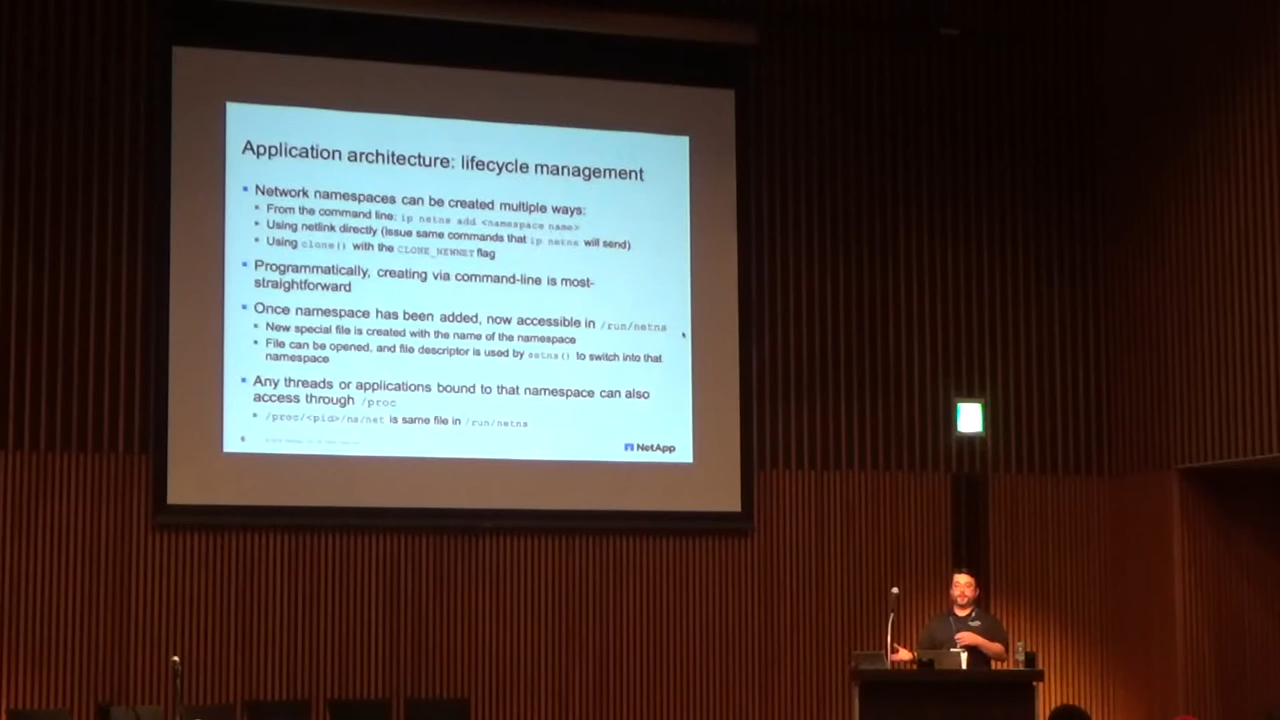 Application architecture: lifecycle management
Network namespaces can be created multiple ways:
From the command line: ip netns add <namespace name>
Using netlink directly (issue same commands that ip netns will send)
Using clone() with the CLONE_NEWNET flag
Programmatically, creating via command-line is most-
straightforward
Once namespace has been added, now accessible in /run/netns
New special file is created with the name of the namespace
File can be opened, and file descriptor is used by setns() to switch into that
namespace
Any threads or applications bound to that namespace can also
access through /proc
/proc/<pid>/ns/net is same file in /run/netns
6
NetApp